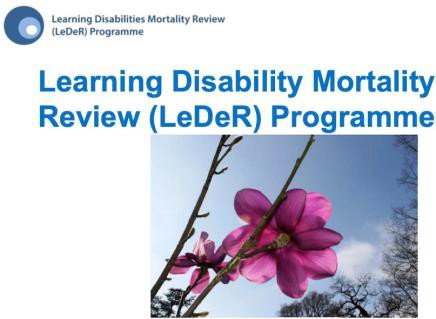 Learning Disabilities Mortality Review
(LeDeR) Programme
Learning Disability Mortality
Review (LeDeR) Programme